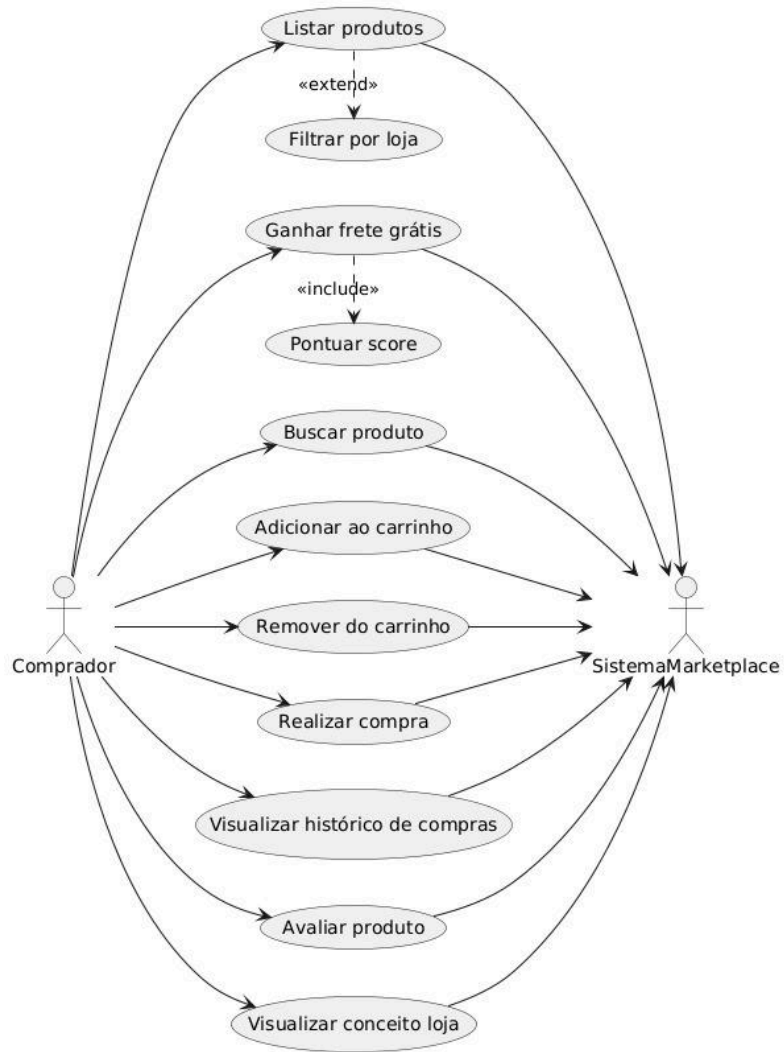 Listar produtos
«extend»
Filtrar por loja
Ganhar frete grátis
«include»
Pontuar score
Buscar produto
Adicionar ao carrinho
Remover do carrinho
Comprador
SistemaMarketplace
Realizar compra
Visualizar histórico de compras
Avaliar produto
Visualizar conceito loja